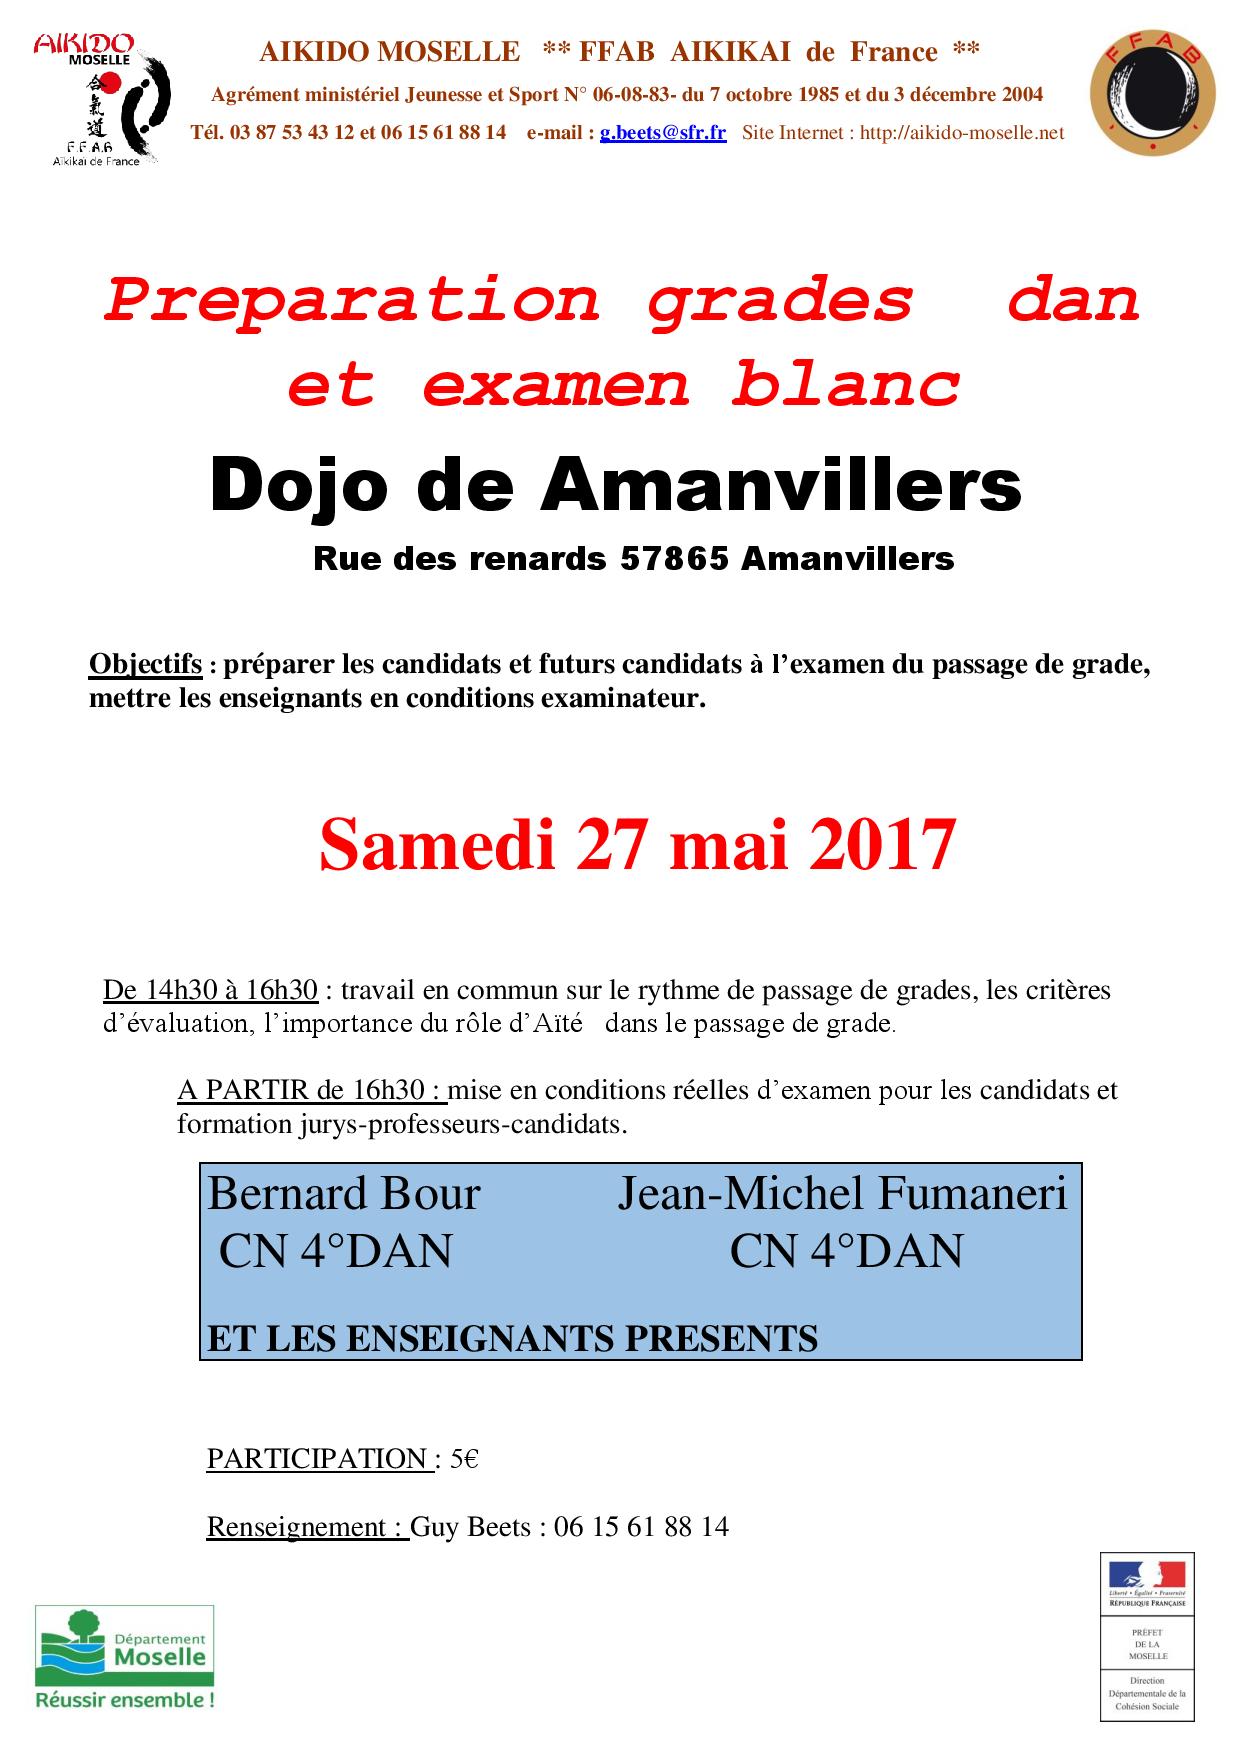 AIKIDO
MOSELLE
合
氣
道
F.F.A.B
Aïkikaï de France
AIKIDO MOSELLE ** FFAB AIKIKAI de France **
Agrément ministériel Jeunesse et Sport N° 06-08-83- du 7 octobre 1985 et du 3 décembre 2004
Tél. 03 87 53 43 12 et 06 15 61 88 14 e-mail : g.beets@sfr.fr Site Internet : http://aikido-moselle.net
FFAB
Preparation grades dan
et examen blanc
Dojo de Amanvillers
Rue des renards 57865 Amanvillers
Objectifs : préparer les candidats et futurs candidats à l’examen du passage de grade,
mettre les enseignants en conditions examinateur.
Samedi 27 mai 2017
De 14h30 à 16h30 : travail en commun sur le rythme de passage de grades, les critères
d’évaluation, l’importance du rôle d’Aïté dans le passage de grade.
A PARTIR de 16h30 : mise en conditions réelles d’examen pour les candidats et
formation jurys-professeurs-candidats.
Bernard Bour Jean-Michel Fumaneri
CN 4°DAN CN 4°DAN
ET LES ENSEIGNANTS PRESENTS
PARTICIPATION : 5€
Renseignement : Guy Beets : 06 15 61 88 14
Département
Moselle
Réussir ensemble !
Liberté • Égalité • Fraternité
RÉPUBLIQUE FRANÇAISE
PRÉFET
DE LA
MOSELLE
Direction
Départementale de la
Cohésion Sociale